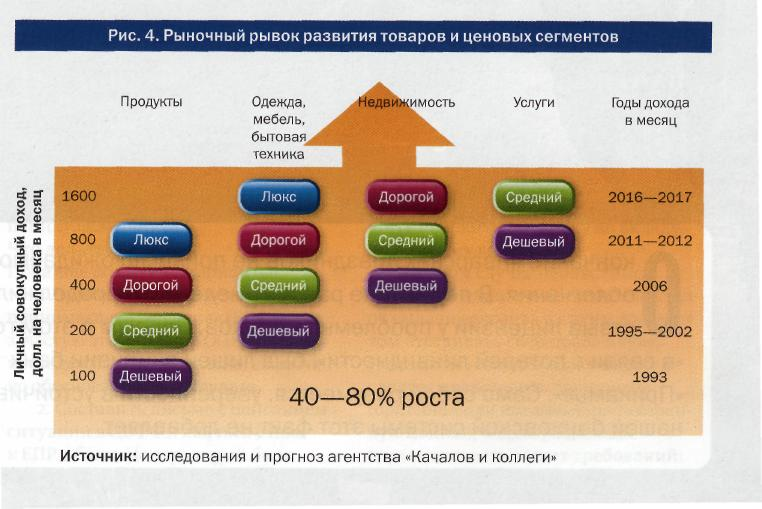 Рис. 4. Рыночный рывок развития товаров и ценовых сегментов
Продукты
Одежда,
мебель,
бытовая
техника
Недвижимость
Услуги
Годы дохода
в месяц
Личный совокупный доход,
долл. на человека в месяц
1600 Люкс Дорогой Средний 2016—2017
800 Люкс Дорогой Средний Дешевый 2011—2012
400 Дорогой Средний Дешевый 2006
200 Средний Дешевый 1995—2002
100 Дешевый 1993
40—80% роста
Источник: исследования и прогноз агентства «Качалов и коллеги»